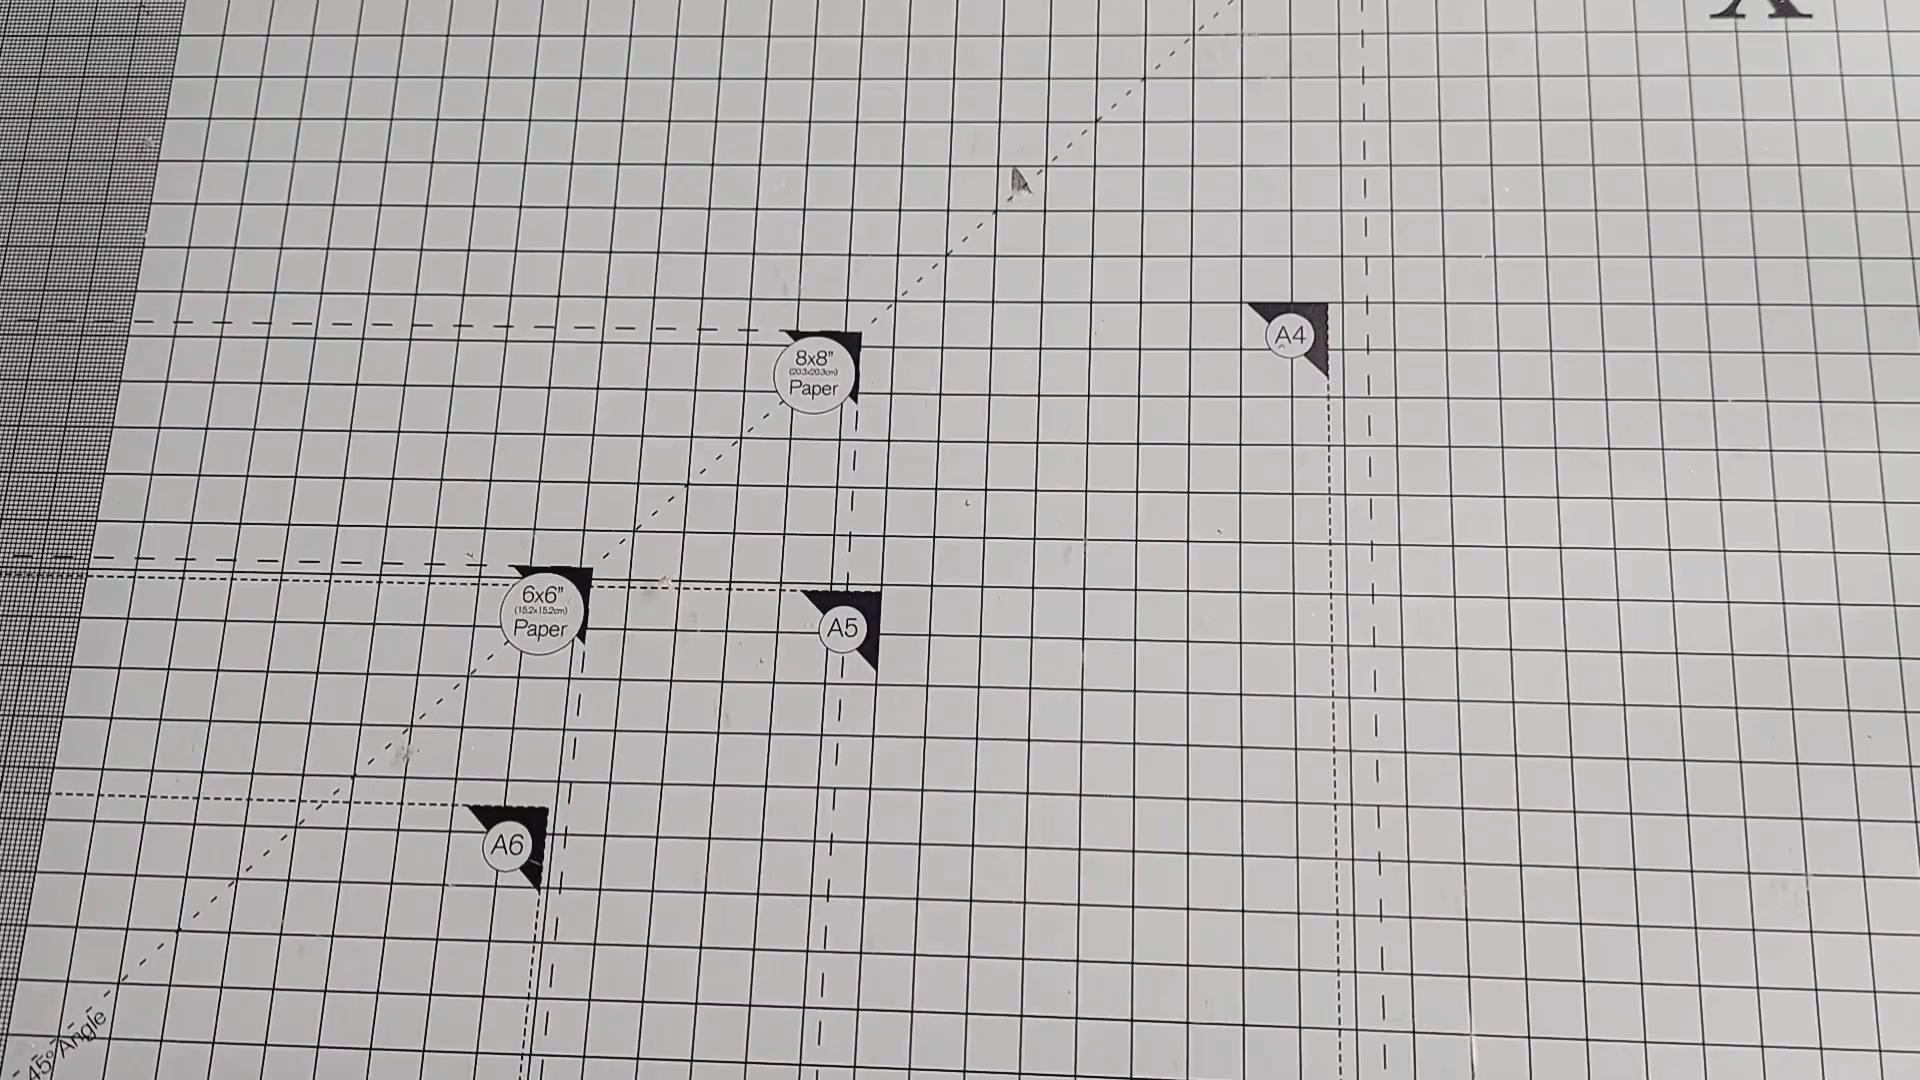 A4
8x8"
(20.3x20.3cm)
Paper
6x6"
(15.2x15.2cm)
Paper
A5
A6
45° Angle